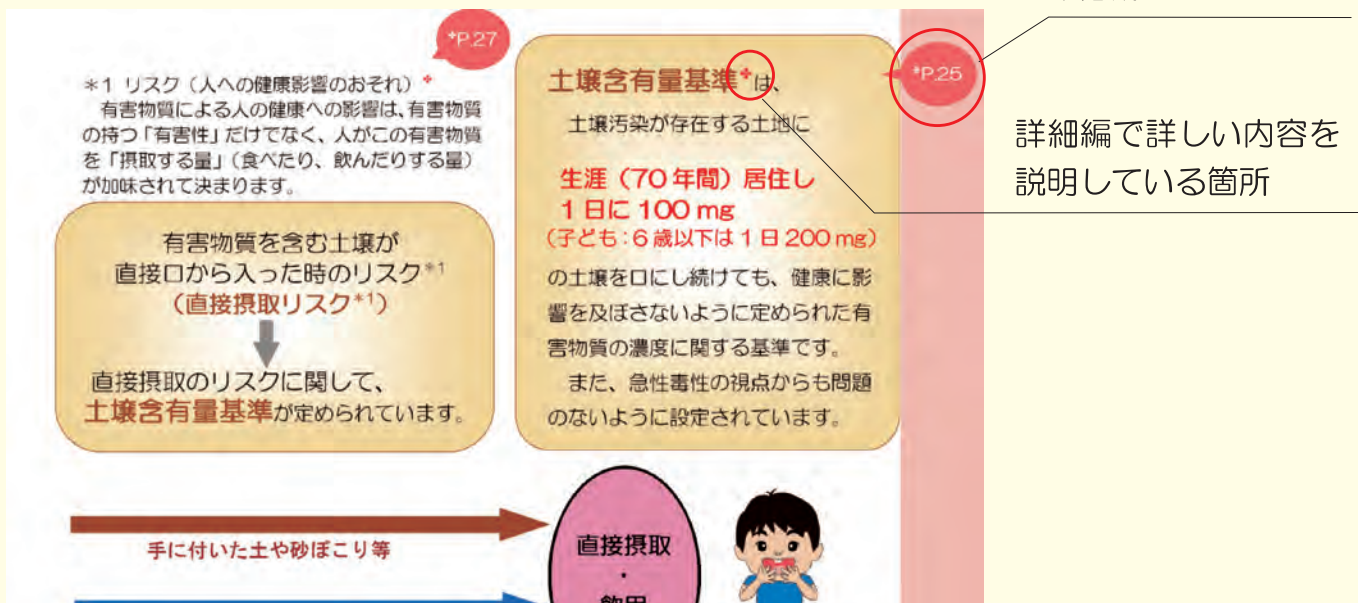 *P.27
*1 リスク（人への健康影響のおそれ）*
有害物質による人の健康への影響は、有害物質
の持つ「有害性」だけでなく、人がこの有害物質
を「摂取する量」（食べたり、飲んだりする量）
が加味されて決まります。
有害物質を含む土壌が
直接口から入った時のリスク*1
（直接摂取リスク*1）
直接摂取のリスクに関して、
土壌含有量基準が定められています。
土壌含有量基準*は、
土壌汚染が存在する土地に
生涯（70年間）居住し
1日に100 mg
（子ども：6歳以下は1日200 mg）
の土壌を口にし続けても、健康に影
響を及ぼさないように定められた有
害物質の濃度に関する基準です。
また、急性毒性の視点からも問題
のないように設定されています。
*P.25
詳細編で詳しい内容を
説明している箇所
手に付いた土や砂ぼこり等
直接摂取
・